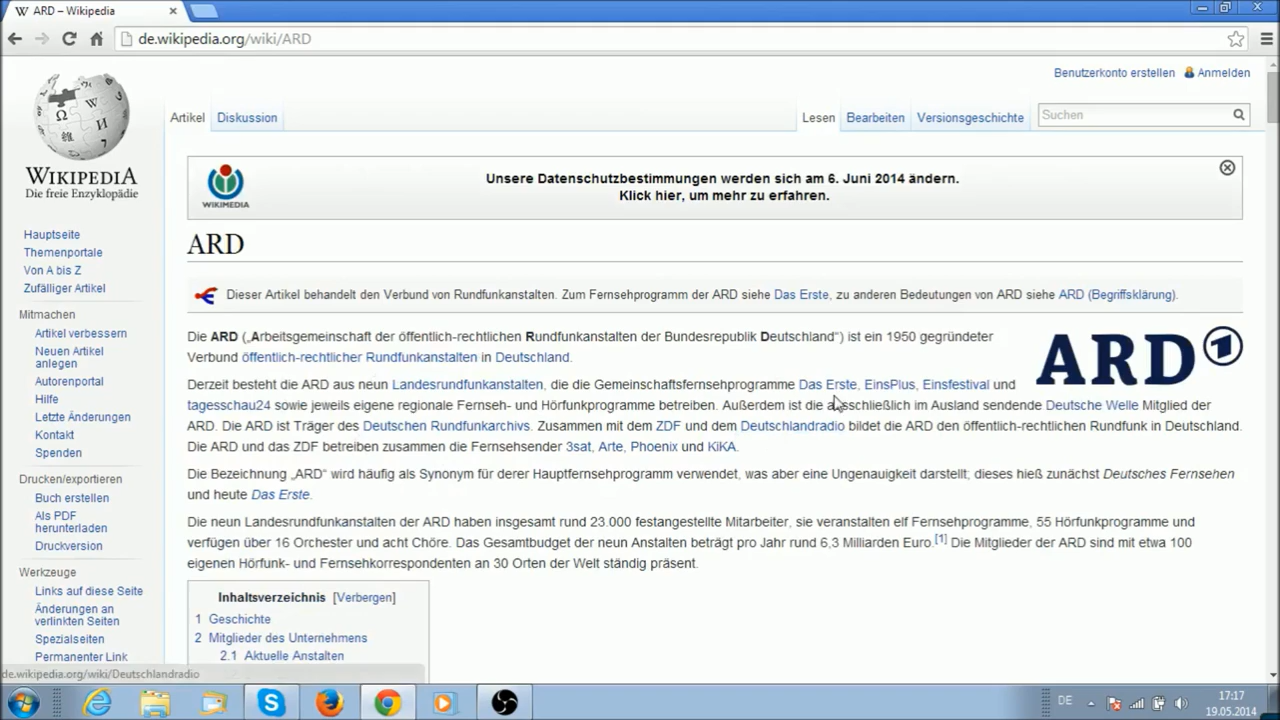 ARD – Wikipedia
de.wikipedia.org/wiki/ARD
Benutzerkonto erstellen Anmelden
Artikel Diskussion Lesen Bearbeiten Versionsgeschichte Suchen
WIKIPEDIA
Die freie Enzyklopädie
Hauptseite
Themenportale
Von A bis Z
Zufälliger Artikel
Mitmachen
Artikel verbessern
Neuen Artikel
anlegen
Autorenportal
Hilfe
Letzte Änderungen
Kontakt
Spenden
Drucken/exportieren
Buch erstellen
Als PDF
herunterladen
Druckversion
Werkzeuge
Links auf diese Seite
Änderungen an
verlinkten Seiten
Spezialseiten
Permanenter Link
WIKIMEDIA
Unsere Datenschutzbestimmungen werden sich am 6. Juni 2014 ändern.
Klick hier, um mehr zu erfahren.
ARD
Dieser Artikel behandelt den Verbund von Rundfunkanstalten. Zum Fernsehprogramm der ARD siehe Das Erste, zu anderen Bedeutungen von ARD siehe ARD (Begriffsklärung).
ARD 1
Die ARD („Arbeitsgemeinschaft der öffentlich-rechtlichen Rundfunkanstalten der Bundesrepublik Deutschland“) ist ein 1950 gegründeter
Verbund öffentlich-rechtlicher Rundfunkanstalten in Deutschland.
Derzeit besteht die ARD aus neun Landesrundfunkanstalten, die die Gemeinschaftsfernsehprogramme Das Erste, EinsPlus, Einsfestival und
tagesschau24 sowie jeweils eigene regionale Fernseh- und Hörfunkprogramme betreiben. Außerdem ist die ausschließlich im Ausland sendende Deutsche Welle Mitglied der
ARD. Die ARD ist Träger des Deutschen Rundfunkarchivs. Zusammen mit dem ZDF und dem Deutschlandradio bildet die ARD den öffentlich-rechtlichen Rundfunk in Deutschland.
Die ARD und das ZDF betreiben zusammen die Fernsehsender 3sat, Arte, Phoenix und KiKA.
Die Bezeichnung „ARD“ wird häufig als Synonym für derer Hauptfernsehprogramm verwendet, was aber eine Ungenauigkeit darstellt; dieses hieß zunächst Deutsches Fernsehen
und heute Das Erste.
Die neun Landesrundfunkanstalten der ARD haben insgesamt rund 23.000 festangestellte Mitarbeiter, sie veranstalten elf Fernsehprogramme, 55 Hörfunkprogramme und
verfügen über 16 Orchester und acht Chöre. Das Gesamtbudget der neun Anstalten beträgt pro Jahr rund 6,3 Milliarden Euro.[1] Die Mitglieder der ARD sind mit etwa 100
eigenen Hörfunk- und Fernsehkorrespondenten an 30 Orten der Welt ständig präsent.
Inhaltsverzeichnis [Verbergen]
1 Geschichte
2 Mitglieder des Unternehmens
2.1 Aktuelle Anstalten
de.wikipedia.org/wiki/Deutschlandradio
DE
17:17
19.05.2014